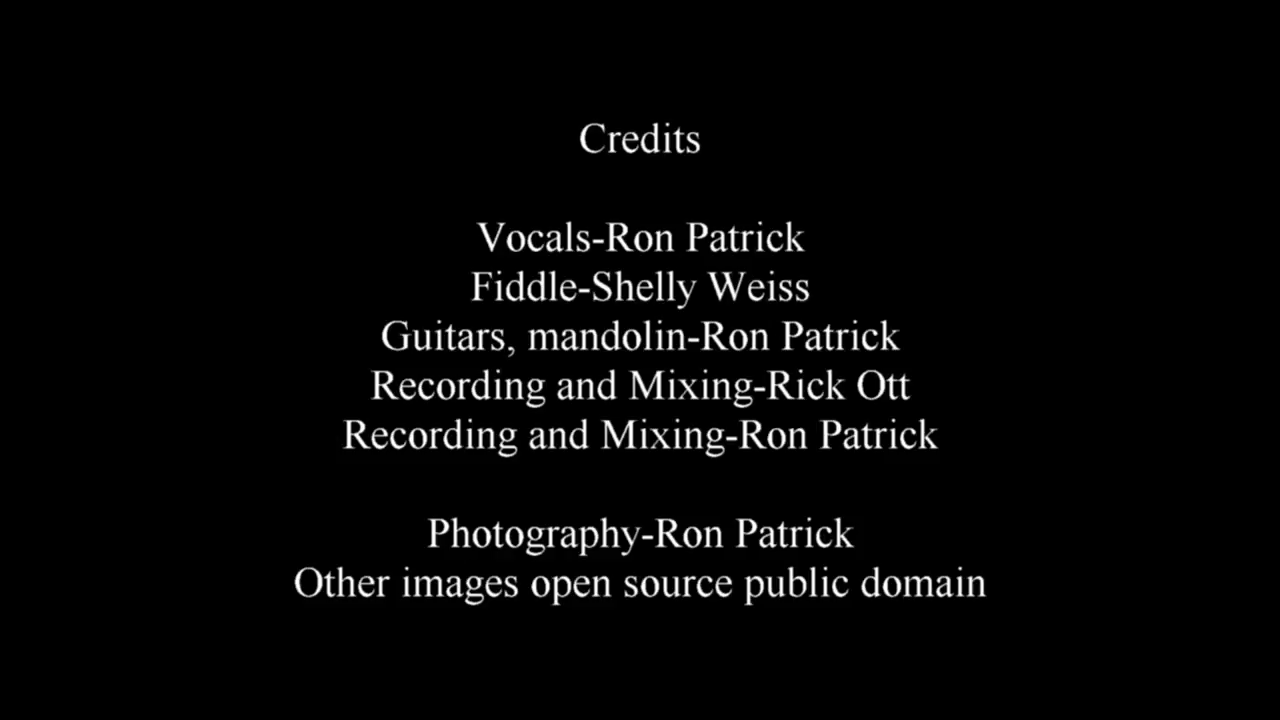 Credits
Vocals-Ron Patrick
Fiddle-Shelly Weiss
Guitars, mandolin-Ron Patrick
Recording and Mixing-Rick Ott
Recording and Mixing-Ron Patrick
Photography-Ron Patrick
Other images open source public domain